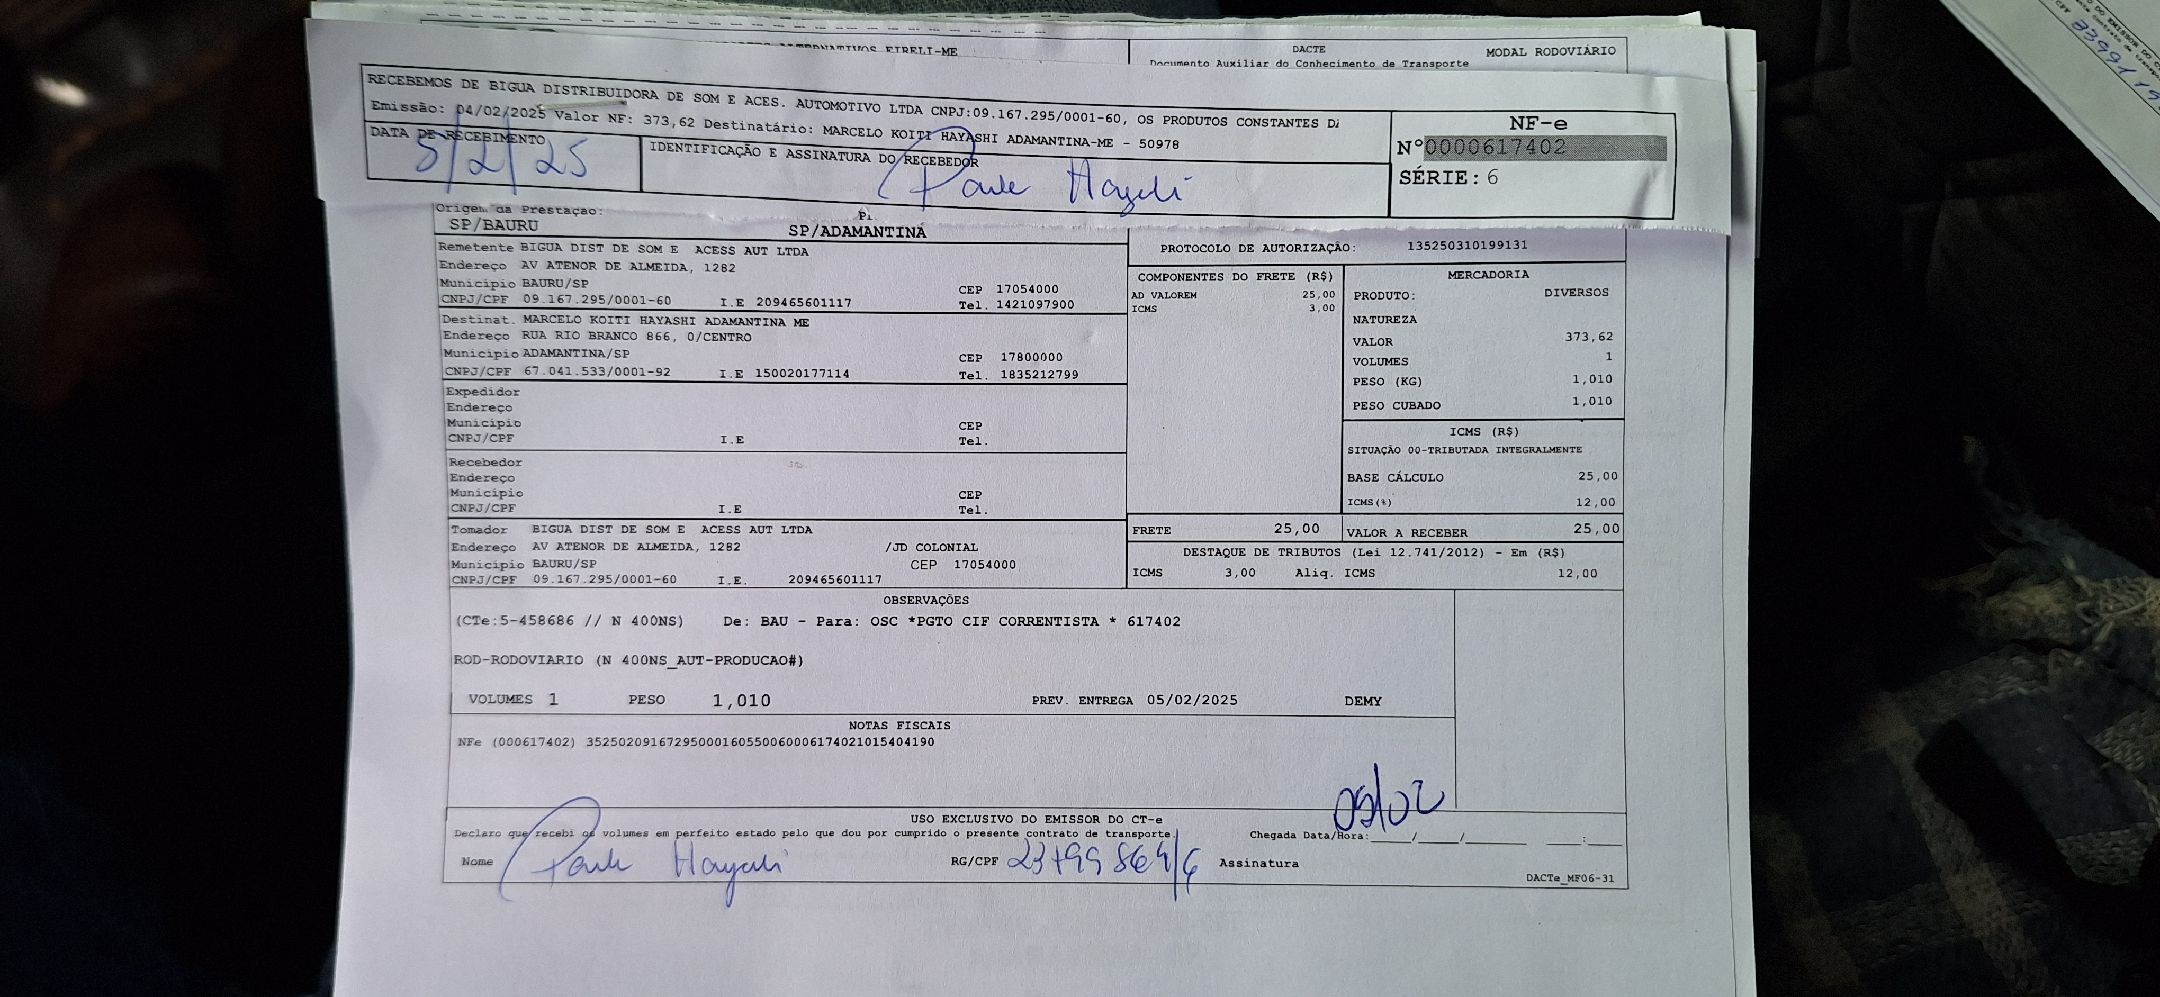 ETRELI-ME
DACTE
MODAL RODOVIÁRIO
Documento Auxiliar do Conhecimento de Transporte
RECEBEMOS DE BIGUA DISTRIBUIDORA DE SOM E ACES. AUTOMOTIVO LTDA CNPJ:09.167.295/0001-60, OS PRODUTOS CONSTANTES
Emissão: 04/02/2025 Valor NF: 373,62 Destinatário: MARCELO KOITI HAYASHI ADAMANTINA-ME - 50978
DATA DE RECEBIMENTO
5/2/25
IDENTIFICAÇÃO E ASSINATURA DO RECEBEDOR
NF-e
N°0000617402
SÉRIE: 6
Origem da Prestação:
SP/BAURU SP/ADAMANTINA
Remetente BIGUA DIST DE SOM E ACESS AUT LTDA
Endereço AV ATENOR DE ALMEIDA, 1282
Municipio BAURU/SP CEP 17054000
CNPJ/CPF 09.167.295/0001-60 I.E 209465601117 Tel. 1421097900
Destinat. MARCELO KOITI HAYASHI ADAMANTINA ME
Endereço RUA RIO BRANCO 866, 0/CENTRO
Municipio ADAMANTINA/SP CEP 17800000
CNPJ/CPF 67.041.533/0001-92 I.E 150020177114 Tel. 1835212799
Expedidor
Endereço
Municipio CEP
CNPJ/CPF I.E Tel.
Recebedor
Endereço
Município CEP
CNPJ/CPF I.E Tel.
Tomador BIGUA DIST DE SOM E ACESS AUT LTDA
Endereço AV ATENOR DE ALMEIDA, 1282 /JD COLONIAL
Municipio BAURU/SP CEP 17054000
CNPJ/CPF 09.167.295/0001-60 I.E. 209465601117
PROTOCOLO DE AUTORIZAÇÃO: 135250310199131
COMPONENTES DO FRETE (R$)
AD VALOREM 25,00
ICMS 3,00
MERCADORIA
PRODUTO: DIVERSOS
NATUREZA
VALOR 373,62
VOLUMES 1
PESO (KG) 1,010
PESO CUBADO 1,010
ICMS (R$)
SITUAÇÃO 00-TRIBUTADA INTEGRALMENTE
BASE CÁLCULO 25,00
ICMS(%) 12,00
FRETE 25,00 VALOR A RECEBER 25,00
DESTAQUE DE TRIBUTOS (Lei 12.741/2012) - Em (R$)
ICMS 3,00 Aliq. ICMS 12,00
OBSERVAÇÕES
(CTe:5-458686 // N 400NS) De: BAU - Para: OSC *PGTO CIF CORRENTISTA * 617402
ROD-RODOVIARIO (N 400NS_AUT-PRODUCAO#)
VOLUMES 1 PESO 1,010 PREV. ENTREGA 05/02/2025 DEMY
NOTAS FISCAIS
NFe (000617402) 35250209167295000160550060006174021015404190
05/02
USO EXCLUSIVO DO EMISSOR DO CT-e
Declaro que recebi os volumes em perfeito estado pelo que dou por cumprido o presente contrato de transporte. Chegada Data/Hora: ____/____/______ ___:___
Nome RG/CPF Assinatura
DACTe_MF06-31